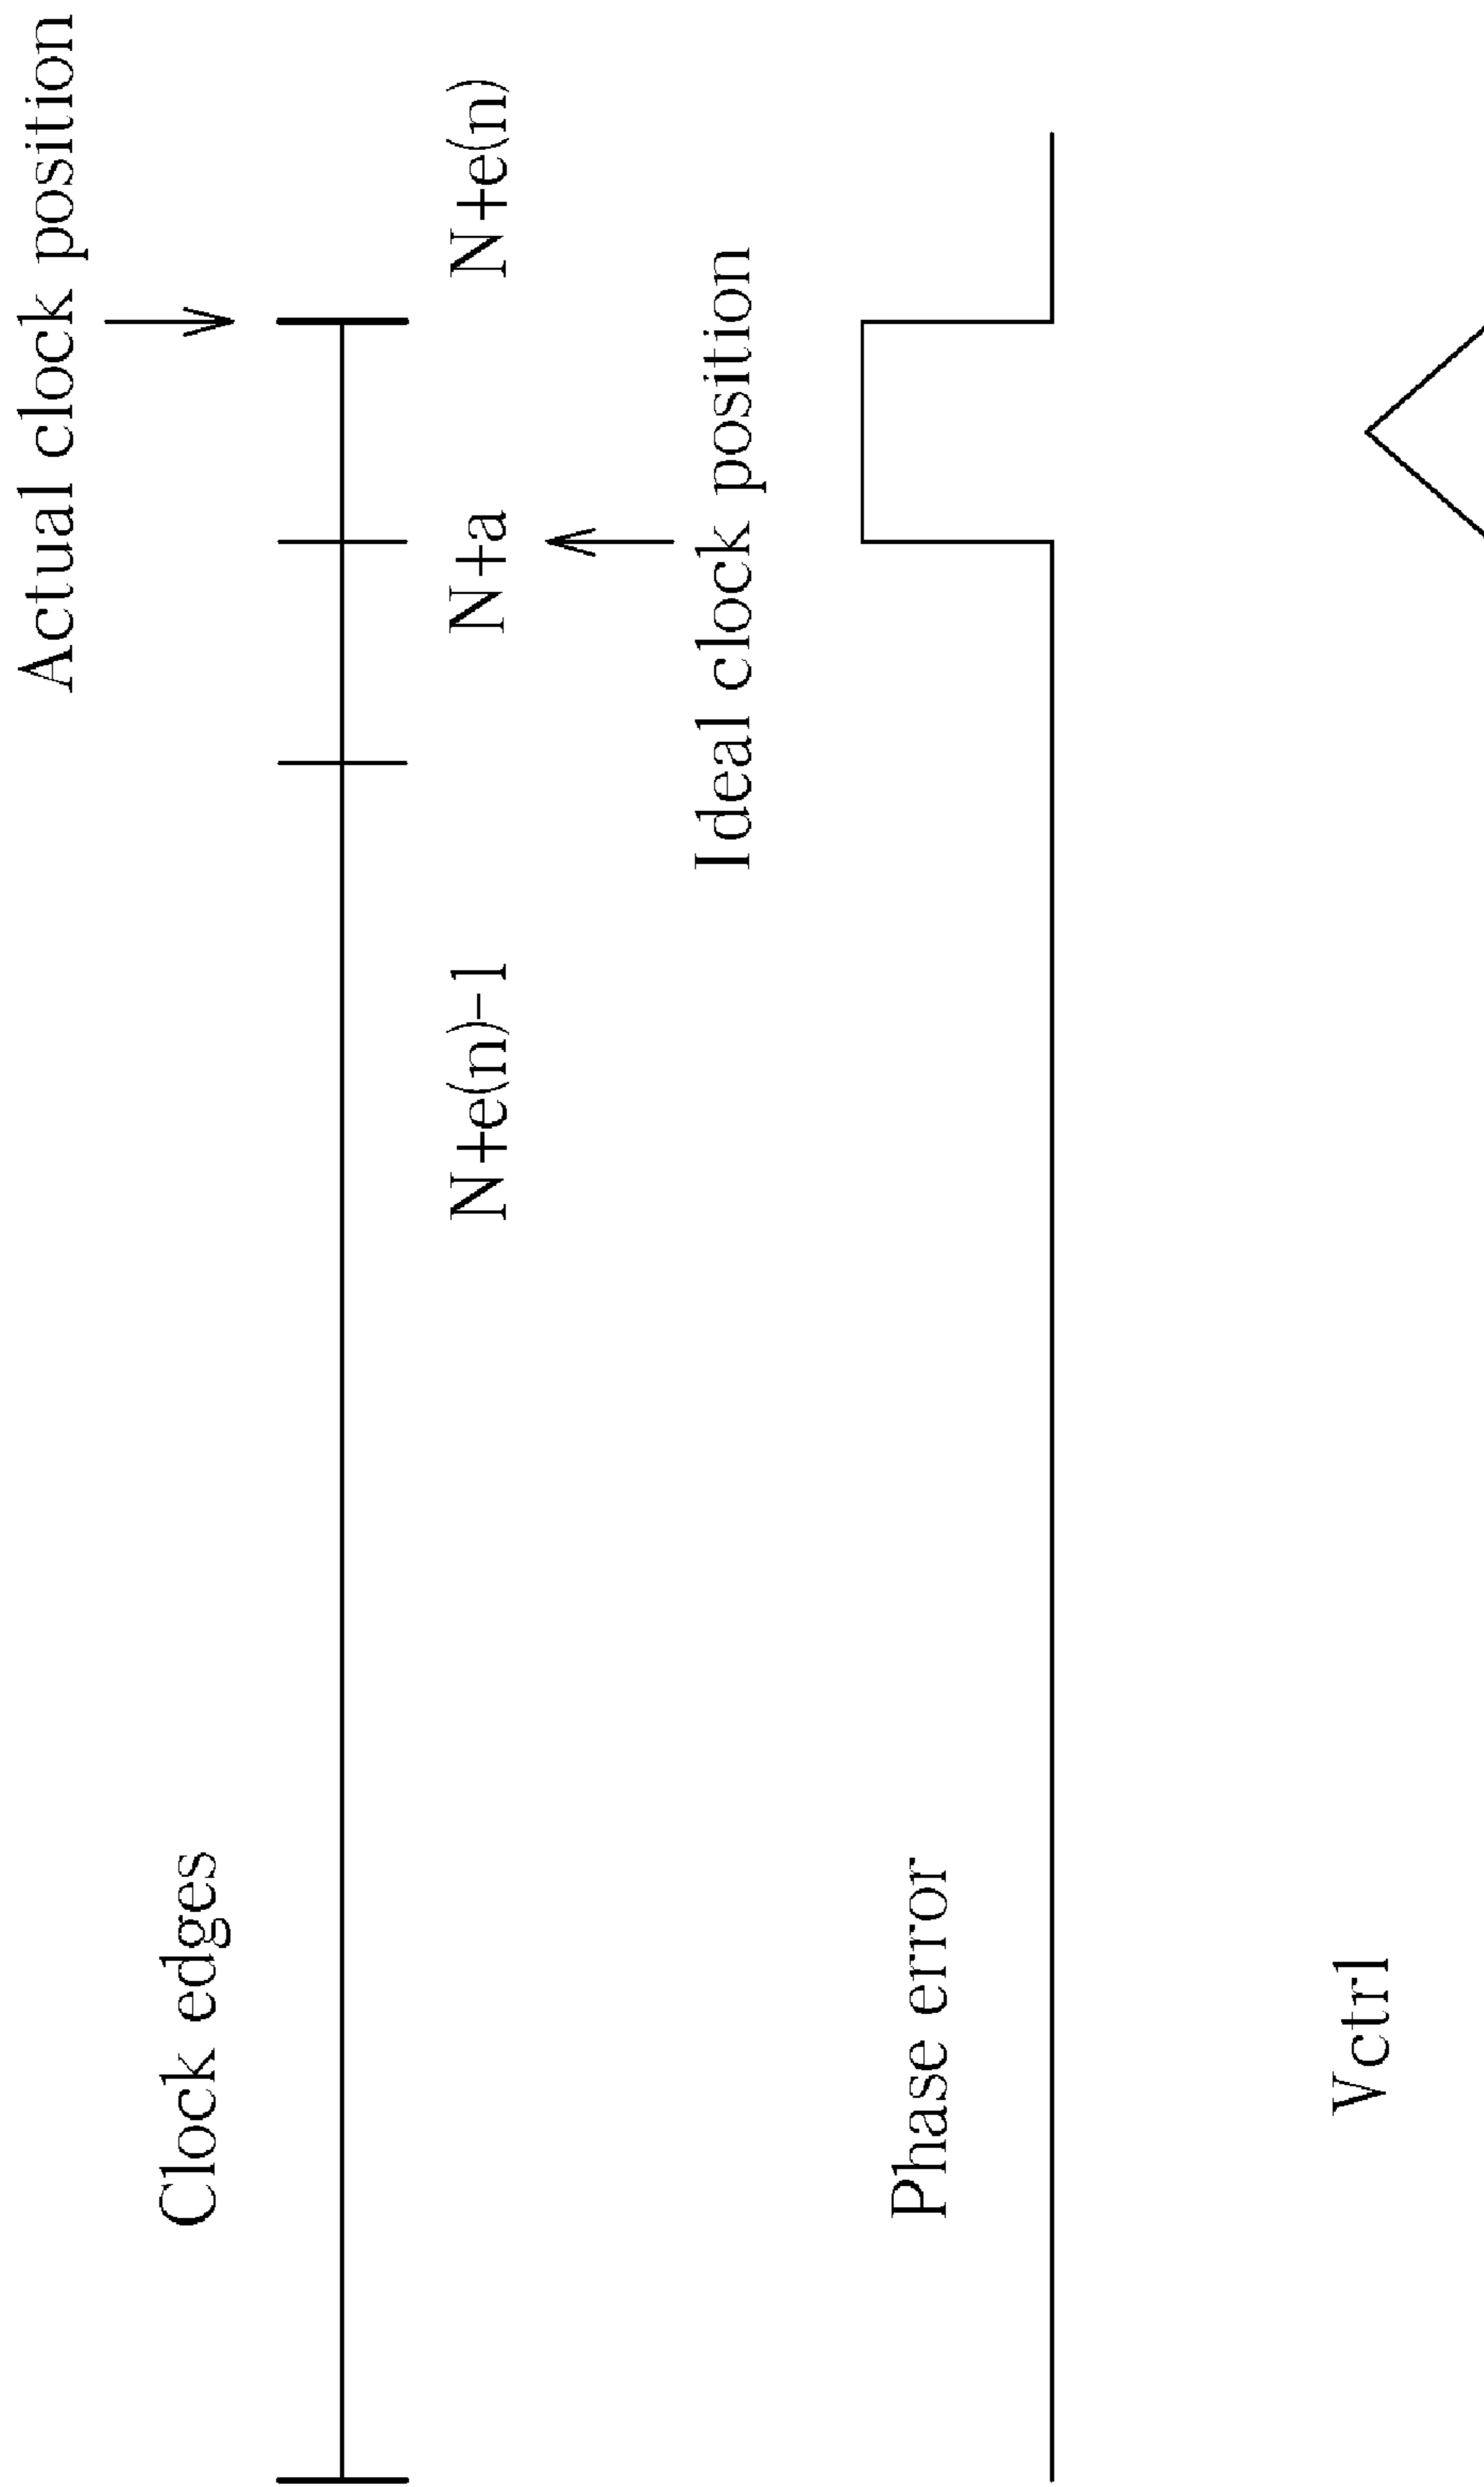 Actual clock position
Clock edges
N+e(n)-1
N+a
N+e(n)
Ideal clock position
Phase error
Vctrl